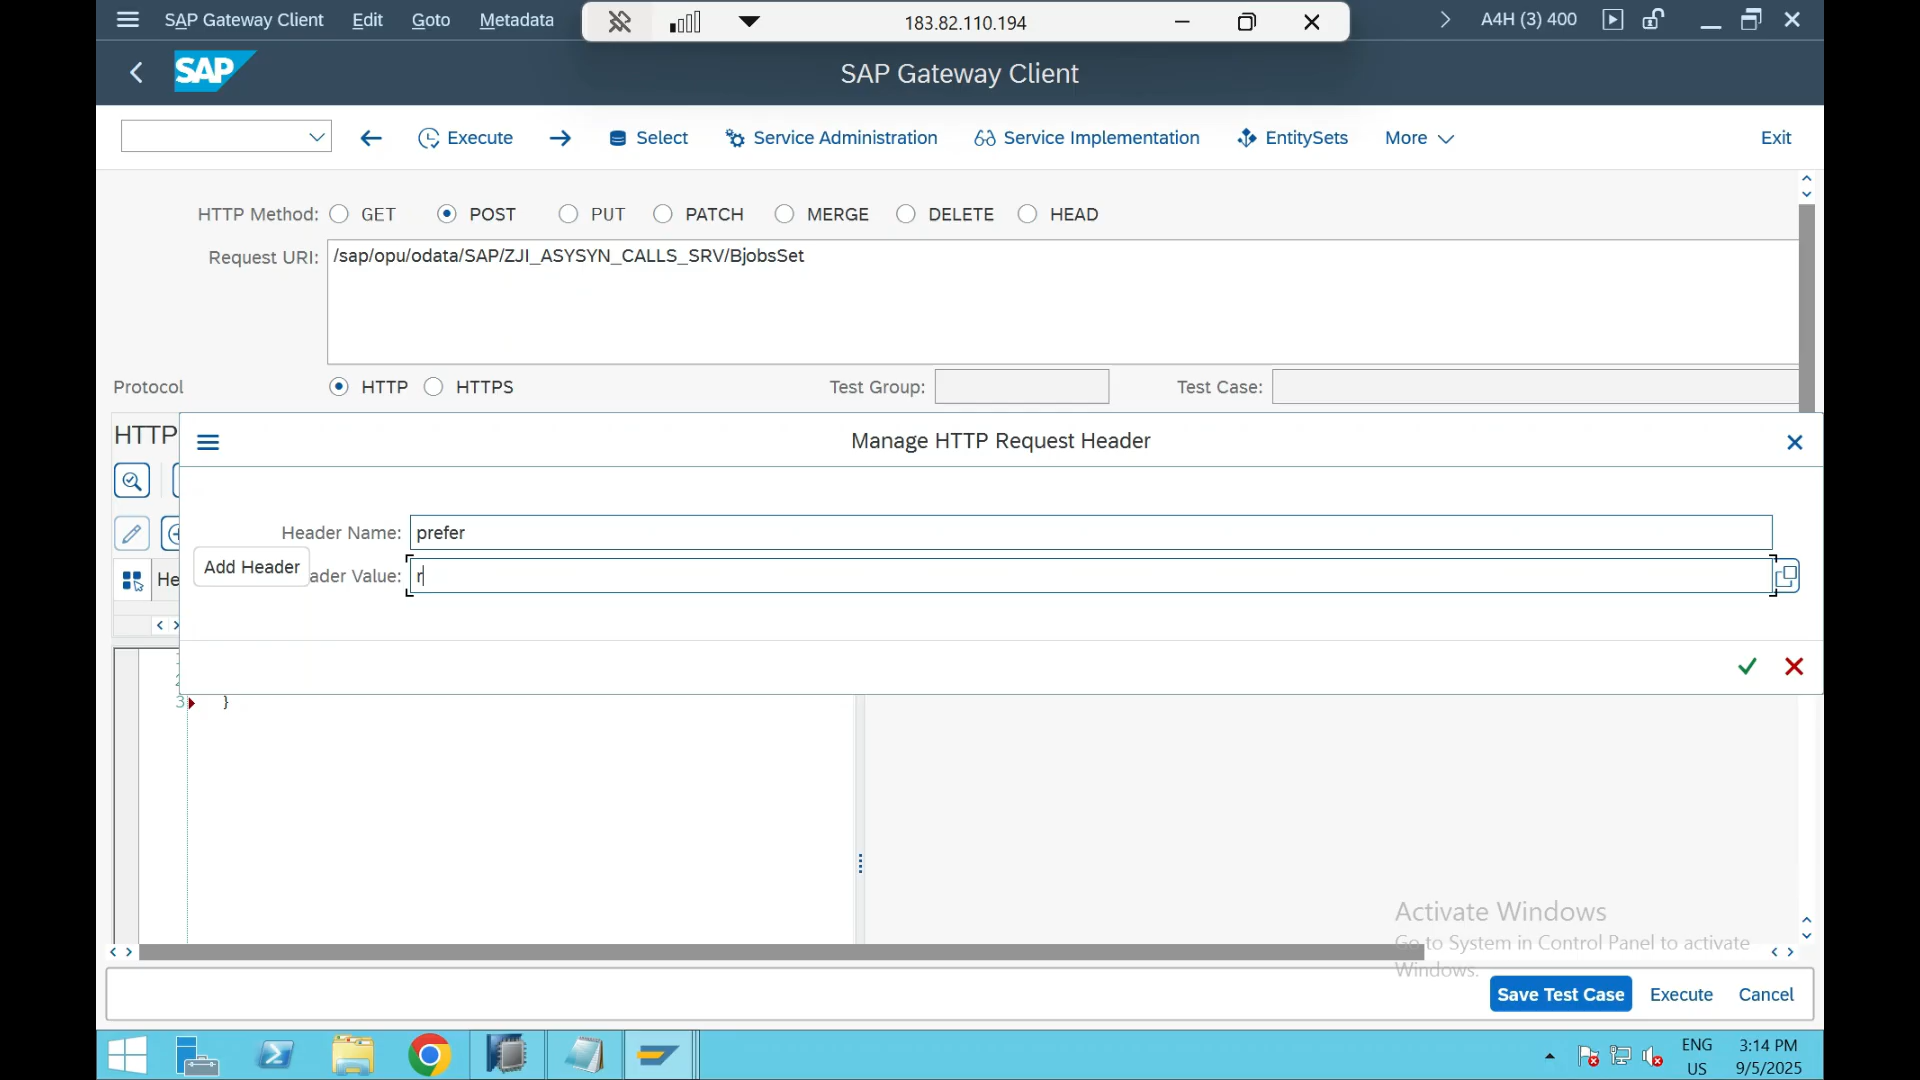 SAP Gateway Client Edit Goto Metadata 183.82.110.194 A4H (3) 400
SAP SAP Gateway Client
Execute Select Service Administration Service Implementation EntitySets More Exit
HTTP Method: GET POST PUT PATCH MERGE DELETE HEAD
Request URI: /sap/opu/odata/SAP/ZJI_ASYSYN_CALLS_SRV/BjobsSet
Protocol HTTP HTTPS Test Group: Test Case:
HTTP Manage HTTP Request Header
Header Name: prefer
Add Header ader Value: r
He
3 }
Activate Windows
Go to System in Control Panel to activate
Windows.
Save Test Case Execute Cancel
ENG 3:14 PM
US 9/5/2025